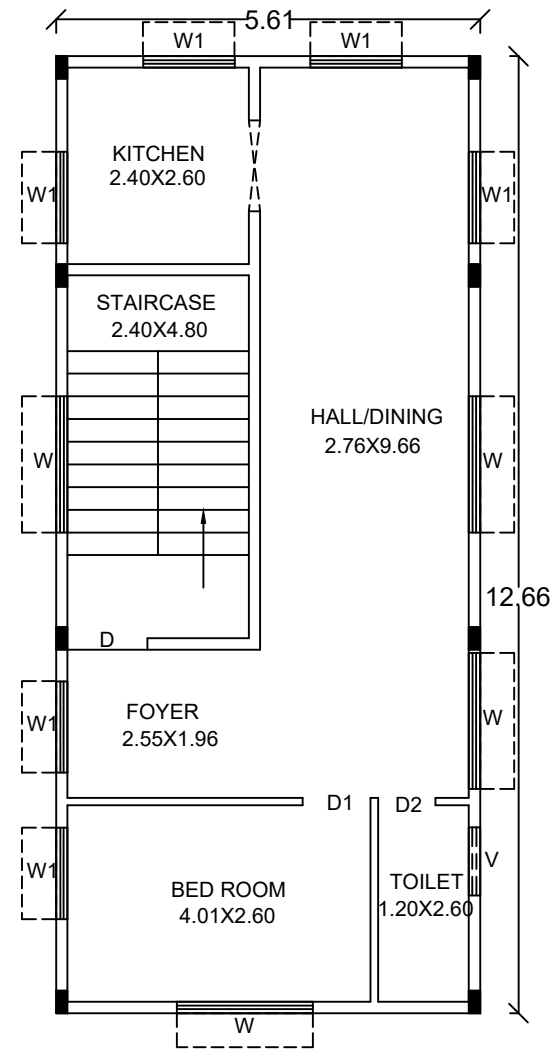 5.61
W1
W1
KITCHEN
2.40X2.60
W1
W1
STAIRCASE
2.40X4.80
HALL/DINING
2.76X9.66
W
W
12.66
D
FOYER
2.55X1.96
W1
W
D1
D2
V
W1
BED ROOM
4.01X2.60
TOILET
1.20X2.60
W